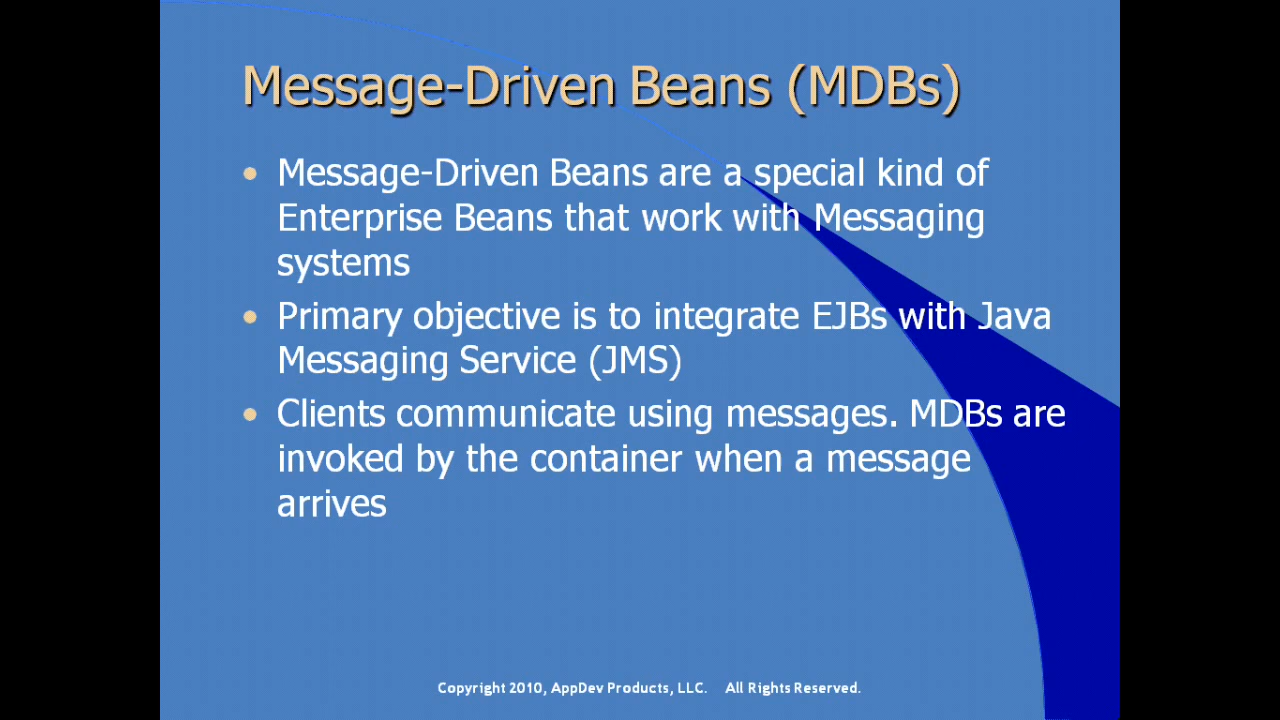 Message-Driven Beans (MDBs)
• Message-Driven Beans are a special kind of
Enterprise Beans that work with Messaging
systems
• Primary objective is to integrate EJBs with Java
Messaging Service (JMS)
• Clients communicate using messages. MDBs are
invoked by the container when a message
arrives
Copyright 2010, AppDev Products, LLC. All Rights Reserved.